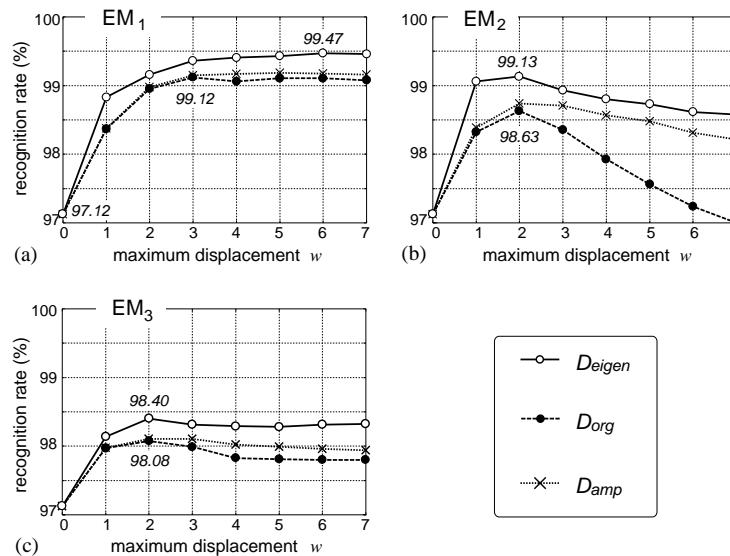 EM1
recognition rate (%)
100
99
98
97
99.47
99.12
97.12
0 1 2 3 4 5 6 7
(a) maximum displacement w
EM2
recognition rate (%)
100
99
98
97
99.13
98.63
0 1 2 3 4 5 6
(b) maximum displacement w
EM3
recognition rate (%)
100
99
98
97
98.40
98.08
0 1 2 3 4 5 6 7
(c) maximum displacement w
Deigen
Dorg
Damp